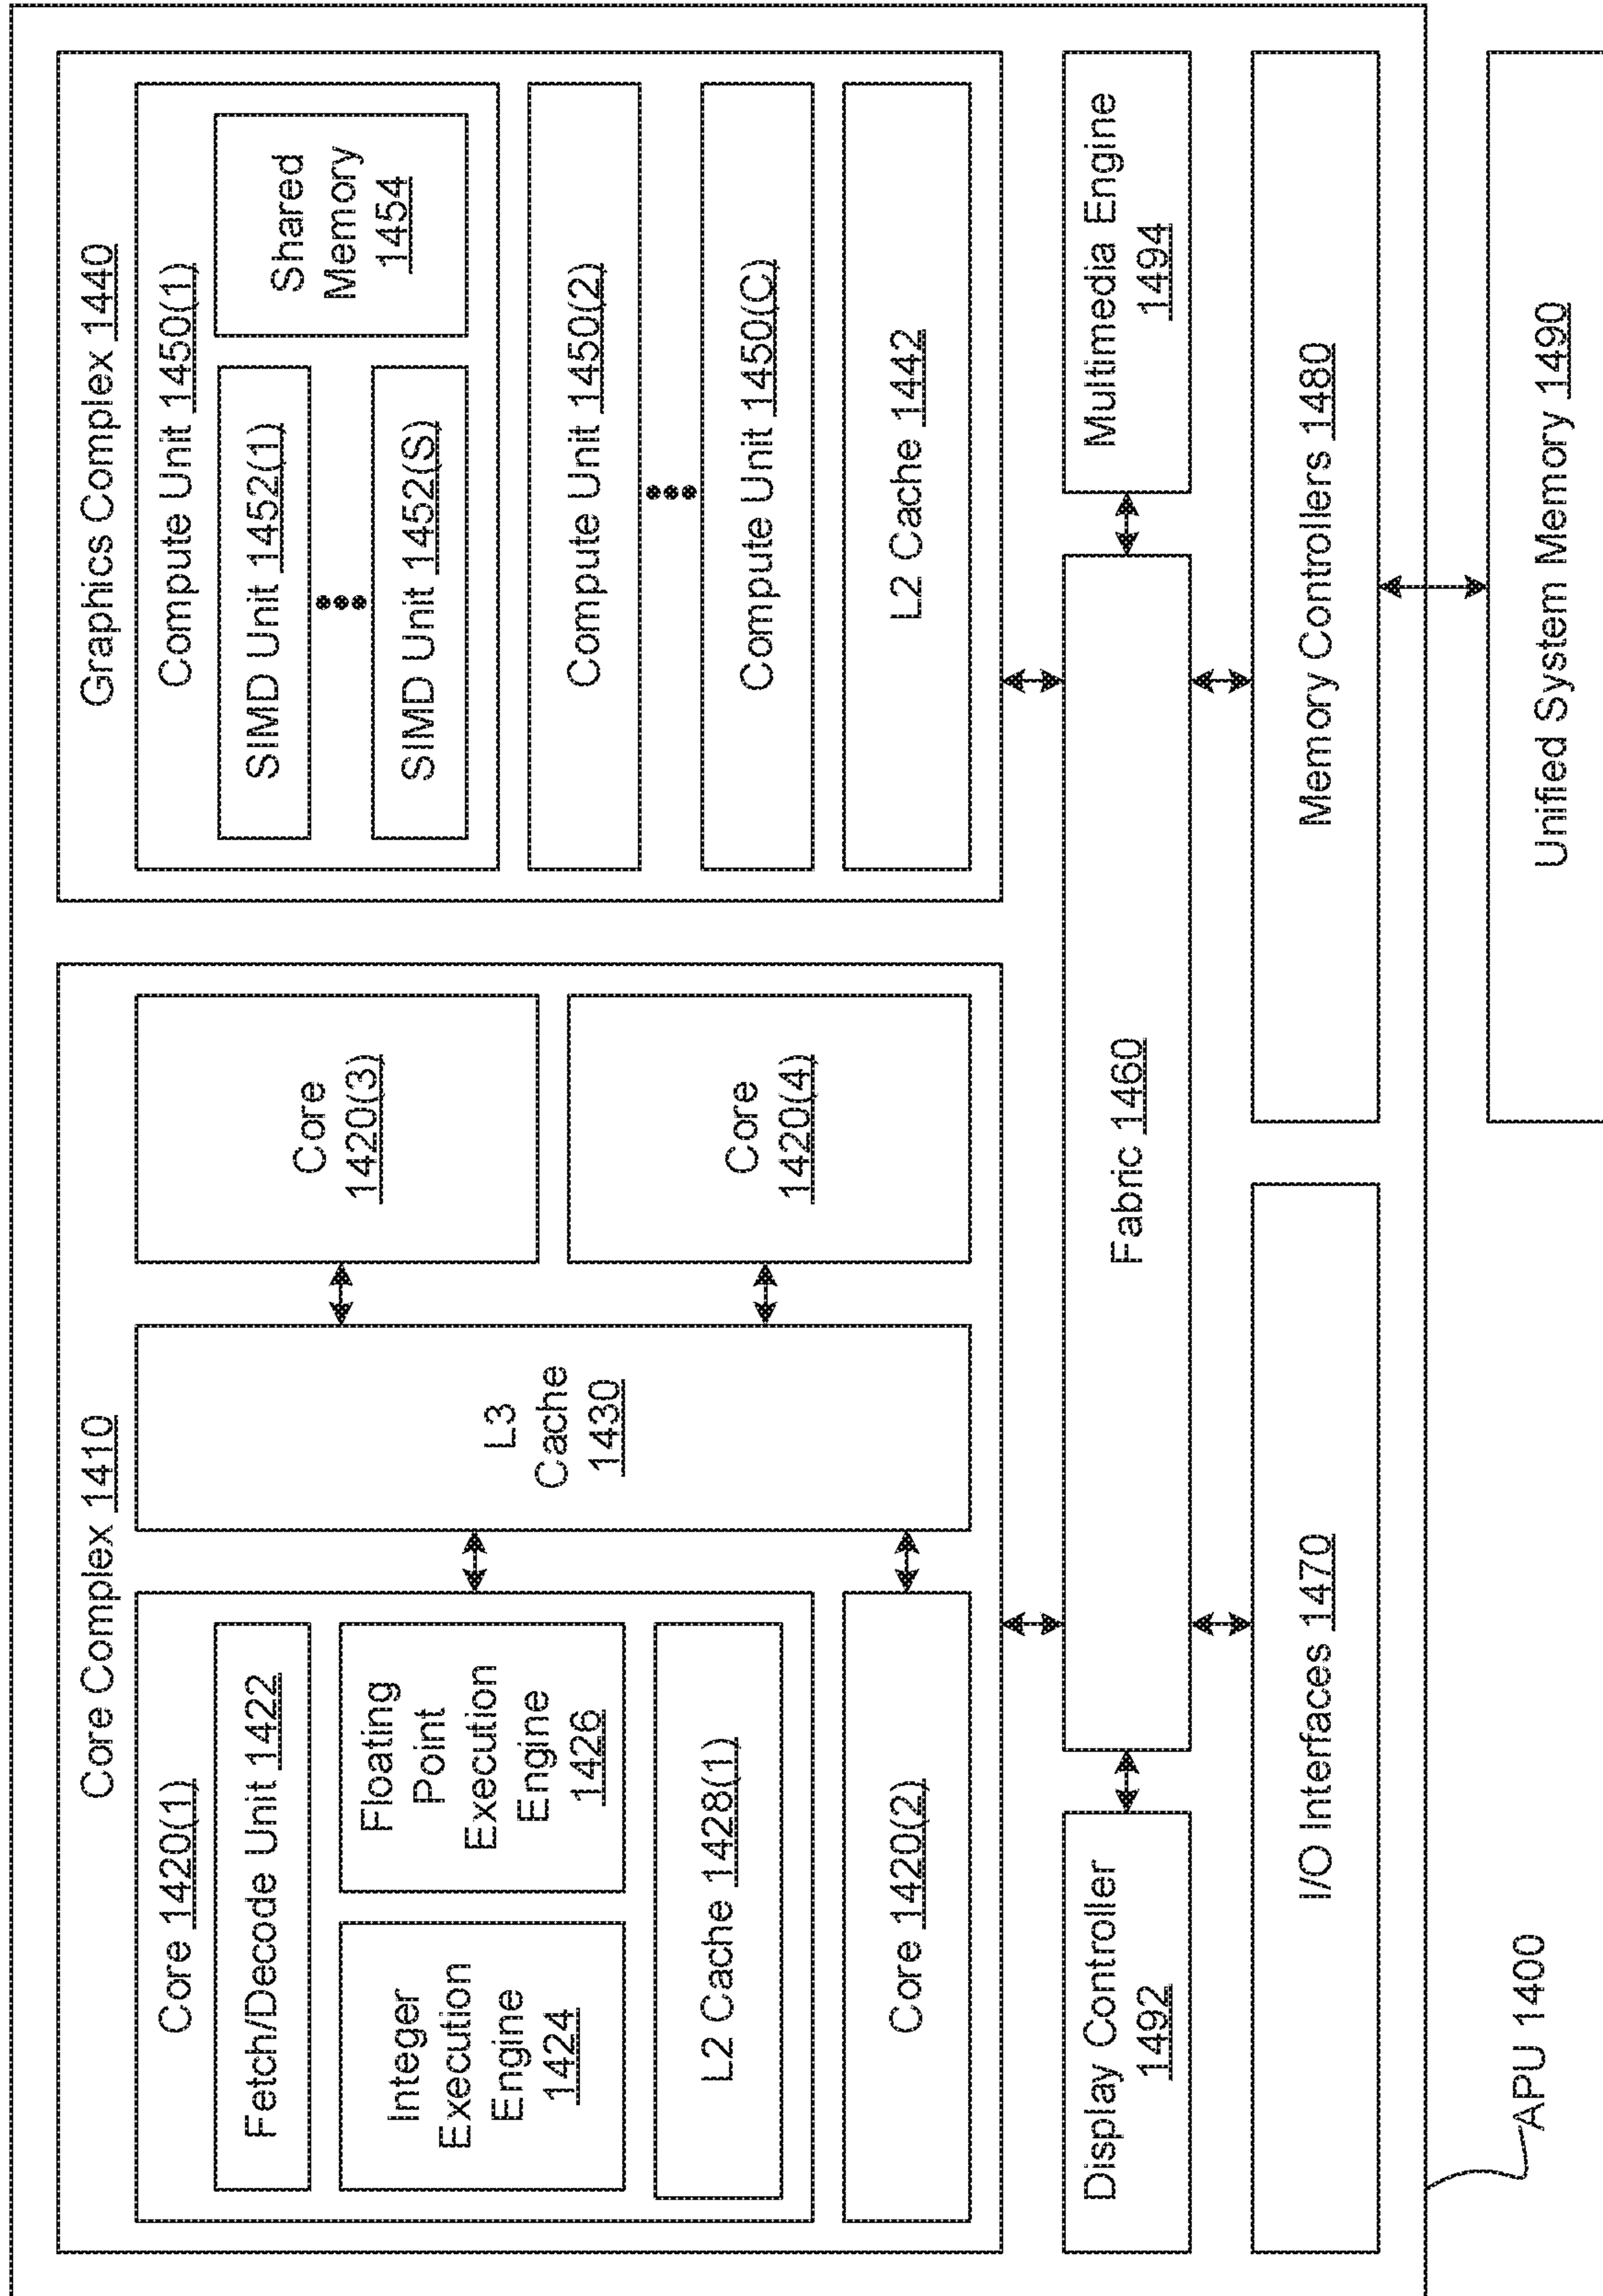 Core Complex 1410
Core 1420(1)
Fetch/Decode Unit 1422
Integer
Execution
Engine
1424
Floating
Point
Execution
Engine
1426
L2 Cache 1428(1)
Core 1420(2)
L3
Cache
1430
Core
1420(3)
Core
1420(4)
Graphics Complex 1440
Compute Unit 1450(1)
SIMD Unit 1452(1)
SIMD Unit 1452(S)
Shared
Memory
1454
Compute Unit 1450(2)
Compute Unit 1450(C)
L2 Cache 1442
Display Controller
1492
Fabric 1460
Multimedia Engine
1494
I/O Interfaces 1470
Memory Controllers 1480
APU 1400
Unified System Memory 1490